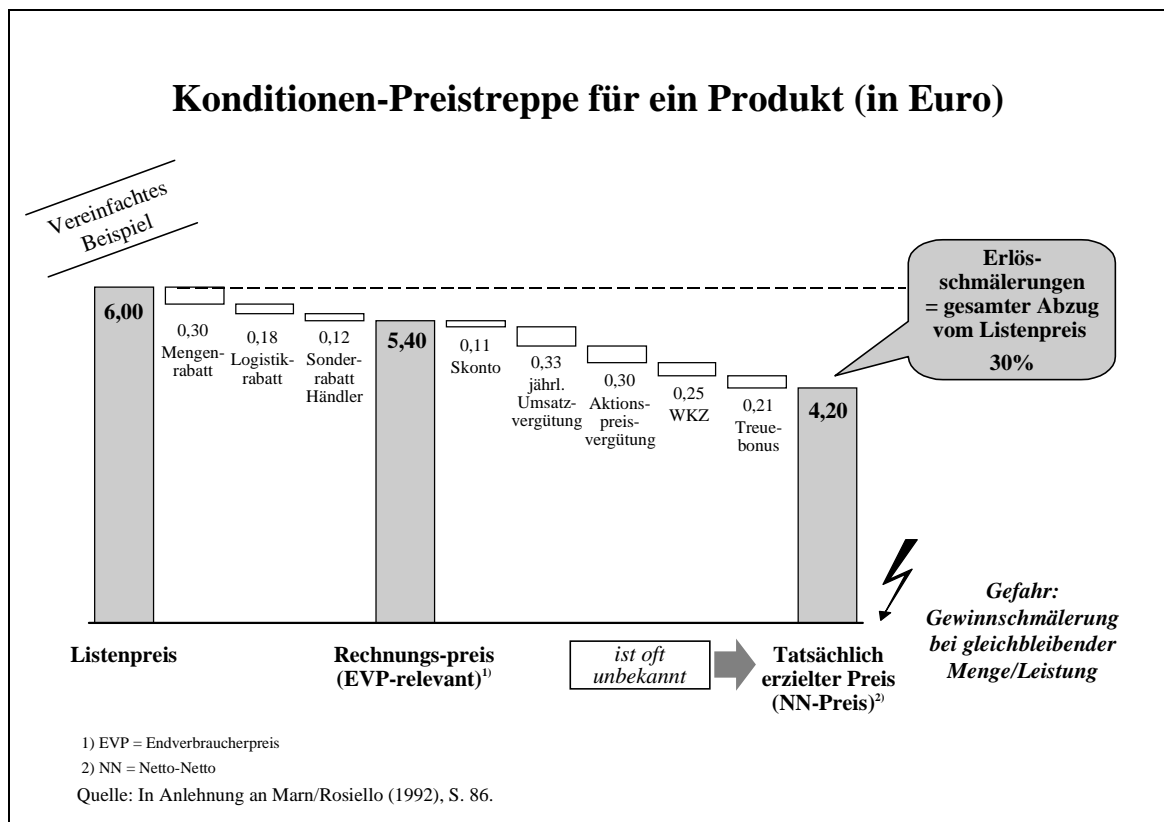 Konditionen-Preistreppe für ein Produkt (in Euro)
Vereinfachtes
Beispiel
Erlös-
schmälerungen
= gesamter Abzug
vom Listenpreis
30%
6,00
0,30
Mengen-
rabatt
0,18
Logistik-
rabatt
0,12
Sonder-
rabatt
Händler
5,40
0,11
Skonto
0,33
jährl.
Umsatz-
vergütung
0,30
Aktions-
preis-
vergütung
0,25
WKZ
0,21
Treue-
bonus
4,20
Gefahr:
Gewinnschmälerung
bei gleichbleibender
Menge/Leistung
Listenpreis
Rechnungs-preis
(EVP-relevant)1)
ist oft
unbekannt
Tatsächlich
erzielter Preis
(NN-Preis)2)
1) EVP = Endverbraucherpreis
2) NN = Netto-Netto
Quelle: In Anlehnung an Marn/Rosiello (1992), S. 86.